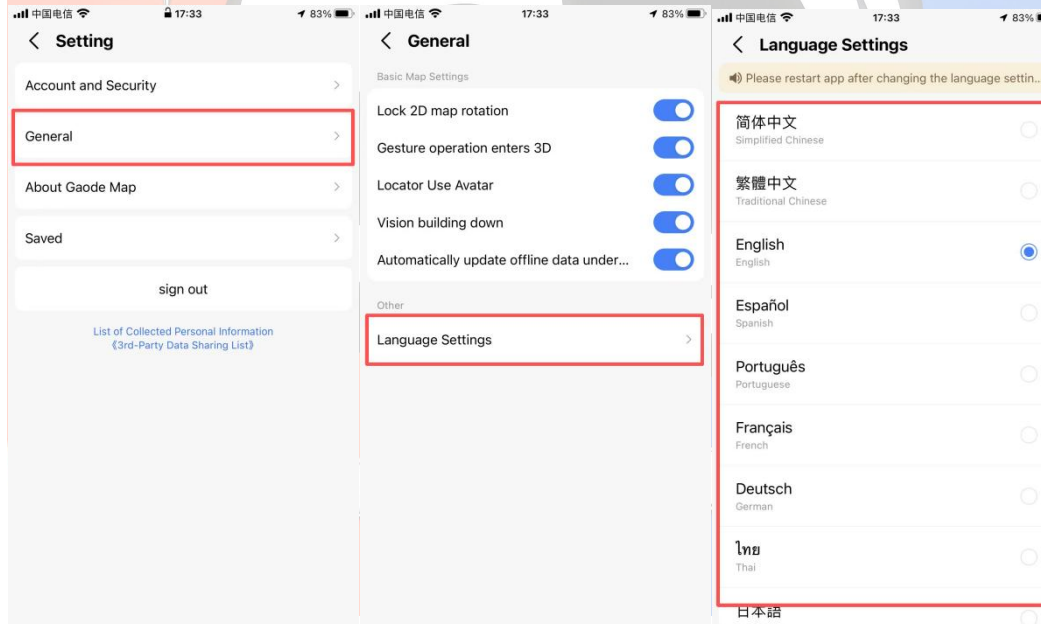 中国电信
17:33
83%
Setting
Account and Security
General
About Gaode Map
Saved
sign out
List of Collected Personal Information
《3rd-Party Data Sharing List》
中国电信
17:33
83%
General
Basic Map Settings
Lock 2D map rotation
Gesture operation enters 3D
Locator Use Avatar
Vision building down
Automatically update offline data under...
Other
Language Settings
中国电信
17:33
83%
Language Settings
Please restart app after changing the language settin...
简体中文
Simplified Chinese
繁體中文
Traditional Chinese
English
English
Español
Spanish
Português
Portuguese
Français
French
Deutsch
German
ไทย
Thai
日本語